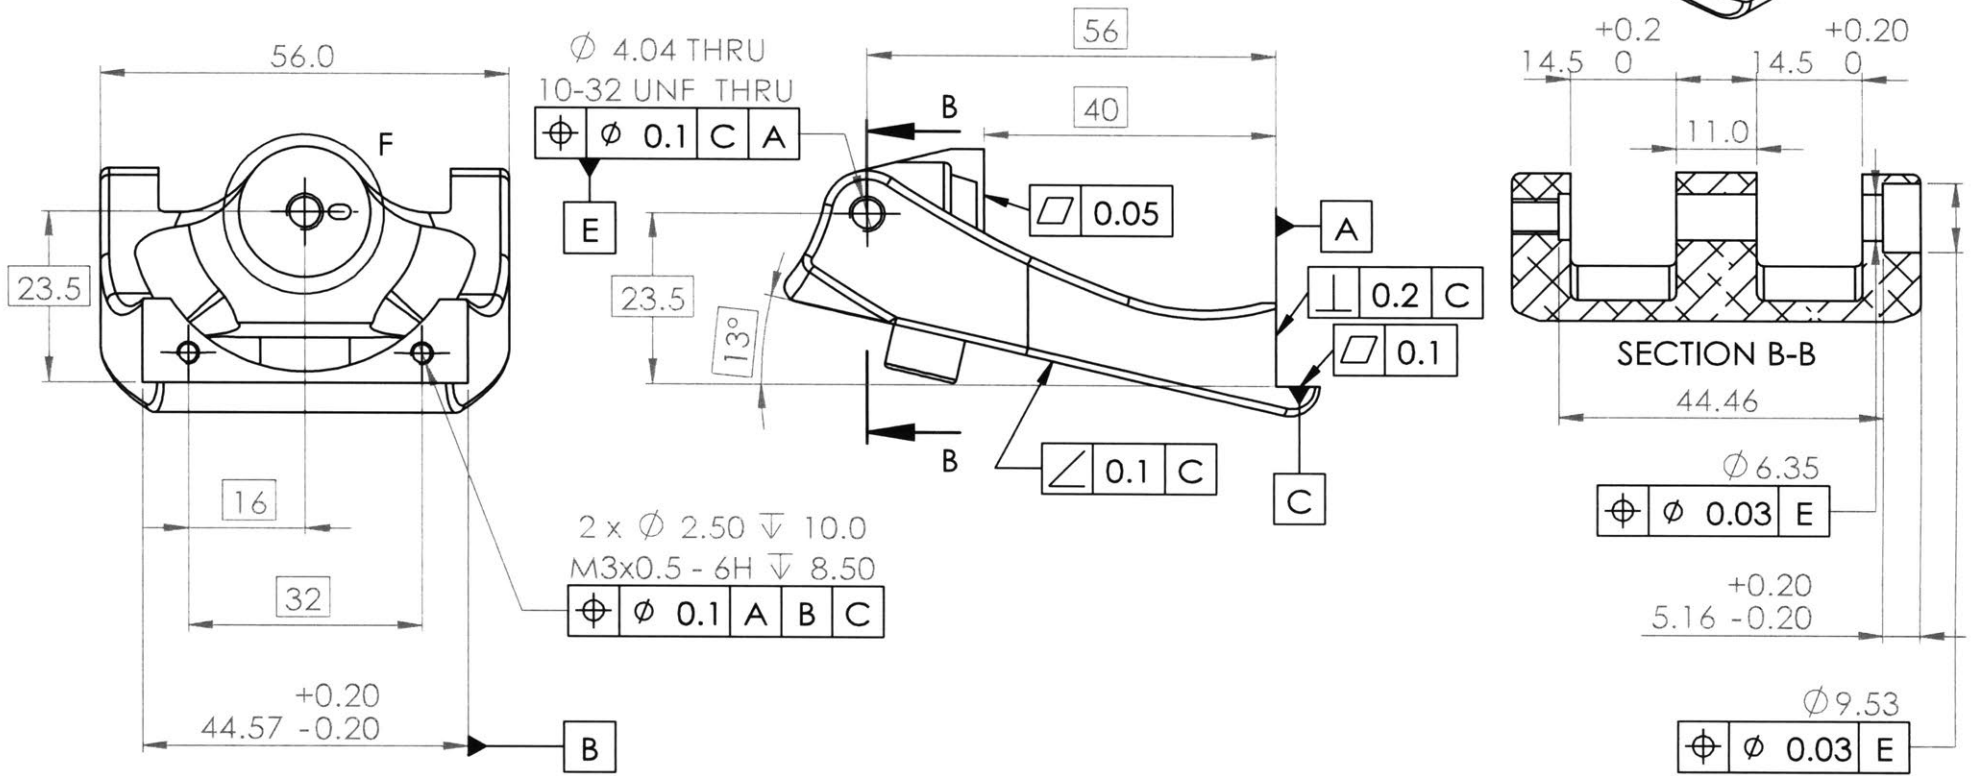 56.0
F
23.5
16
32
+0.20
44.57 -0.20
B
∅ 4.04 THRU
10-32 UNF THRU
⌖ ∅ 0.1 C A
E
56
40
B
▱ 0.05
A
23.5
13°
⊥ 0.2 C
▱ 0.1
∠ 0.1 C
B
C
2 x ∅ 2.50 ↧ 10.0
M3x0.5 - 6H ↧ 8.50
⌖ ∅ 0.1 A B C
+0.2
14.5 0
+0.20
14.5 0
11.0
SECTION B-B
44.46
∅6.35
⌖ ∅ 0.03 E
+0.20
5.16 -0.20
∅9.53
⌖ ∅ 0.03 E